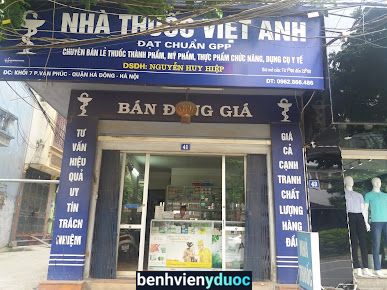 NHÀ THUỐC VIỆT ANH
ĐẠT CHUẨN GPP
CHUYÊN BÁN LẺ THUỐC THÀNH PHẨM, MỸ PHẨM, THỰC PHẨM CHỨC NĂNG, DỤNG CỤ Y TẾ
DSDH: NGUYỄN HUY HIỆP
ĐC: KHỐI 7 P.VẠN PHÚC - QUẬN HÀ ĐÔNG - HÀ NỘI
ĐT: 0962.866.486
BÁN ĐÚNG GIÁ
41
43
TƯ
VẤN
HIỆU
QUẢ
UY
TÍN
TRÁCH
NHIỆM
GIÁ
CẢ
CẠNH
TRANH
CHẤT
LƯỢNG
HÀNG
ĐẦU
benhvienyduoc